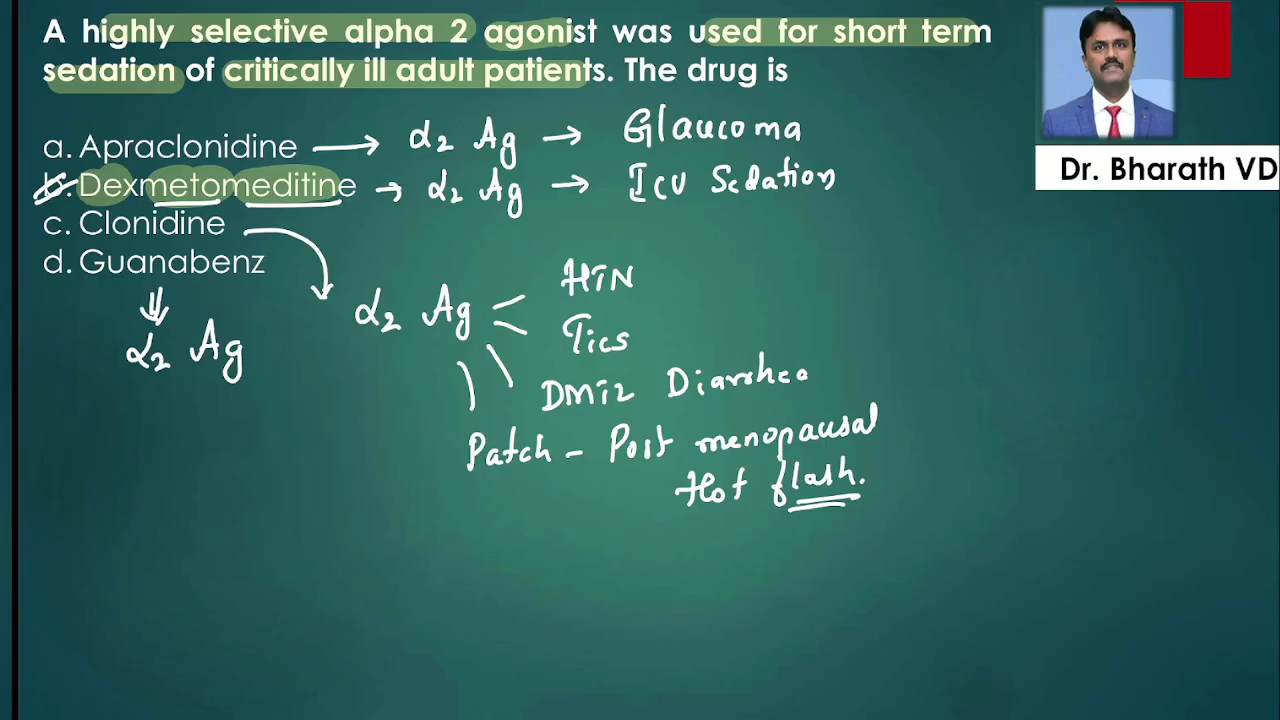 A highly selective alpha 2 agonist was used for short term
sedation of critically ill adult patients. The drug is
a. Apraclonidine → α2 Ag → Glaucoma
b. Dexmetomeditine → α2 Ag → ICU Sedation
c. Clonidine
d. Guanabenz
α2 Ag
α2 Ag
HTN
Tics
DM i2 Diarrhea
Patch - Post menopausal
Hot flash.
Dr. Bharath VD